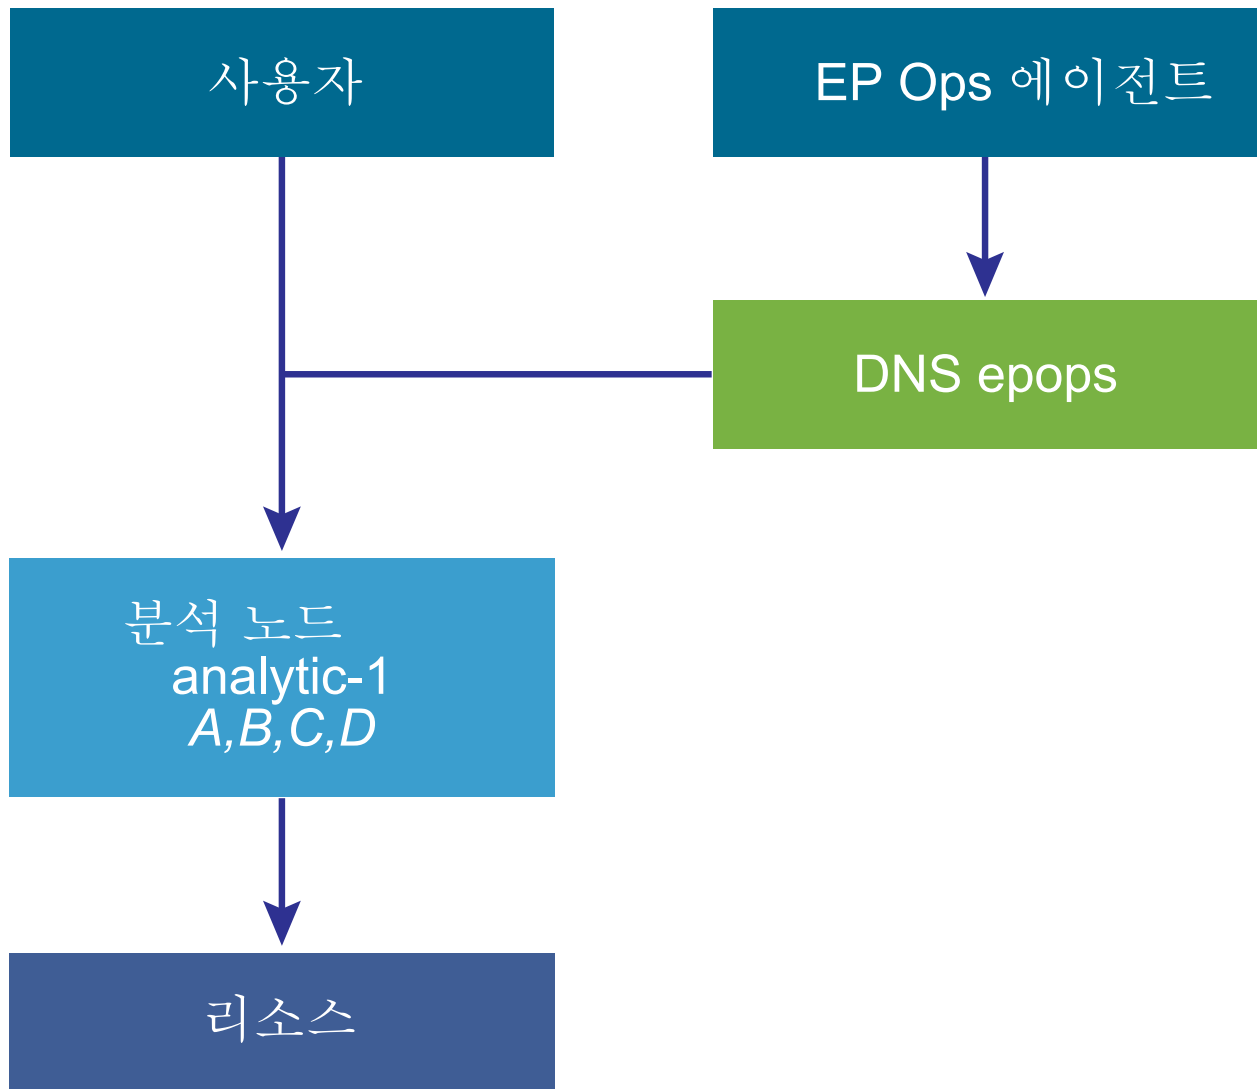 사용자
EP Ops 에이전트
DNS epops
분석 노드
analytic-1
A,B,C,D
리소스